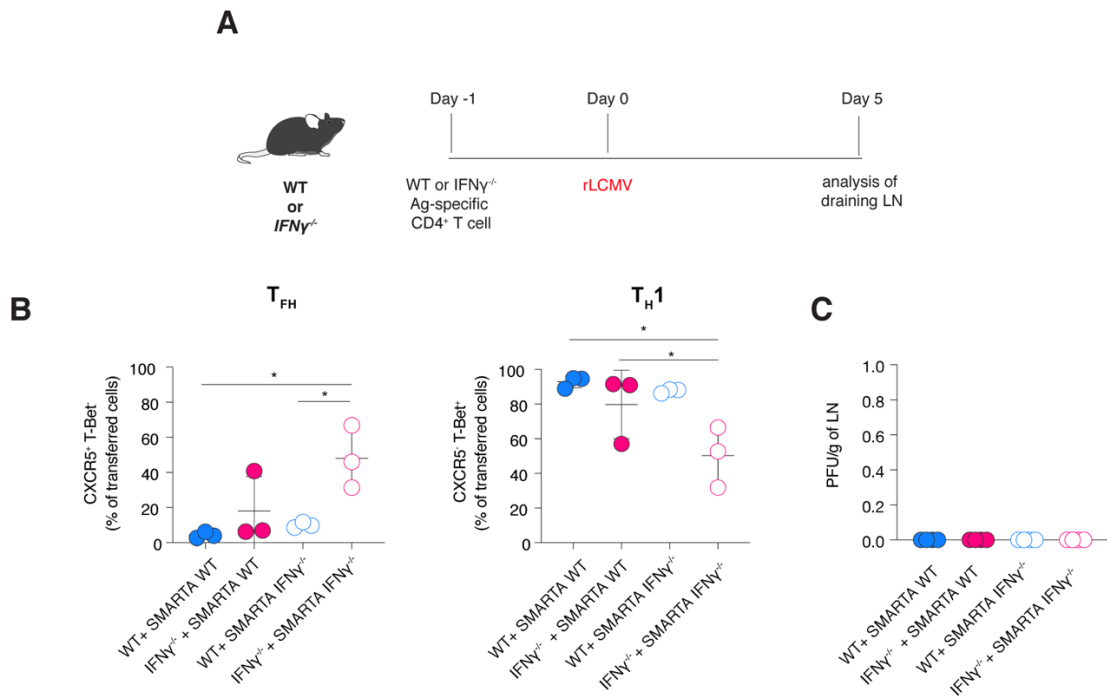 A
Day -1
Day 0
Day 5
WT
or
IFNγ-/-
WT or IFNγ-/-
Ag-specific
CD4+ T cell
rLCMV
analysis of
draining LN
B
TFH
CXCR5+ T-Bet-
(% of transferred cells)
100
80
60
40
20
0
*
*
WT+ SMARTA WT
IFNγ-/- + SMARTA WT
WT+ SMARTA IFNγ-/-
IFNγ-/- + SMARTA IFNγ-/-
TH1
CXCR5- T-Bet+
(% of transferred cells)
100
80
60
40
20
0
*
*
WT+ SMARTA WT
IFNγ-/- + SMARTA WT
WT+ SMARTA IFNγ-/-
IFNγ-/- + SMARTA IFNγ-/-
C
PFU/g of LN
1.0
0.8
0.6
0.4
0.2
0.0
WT+ SMARTA WT
IFNγ-/- + SMARTA WT
WT+ SMARTA IFNγ-/-
IFNγ-/- + SMARTA IFNγ-/-